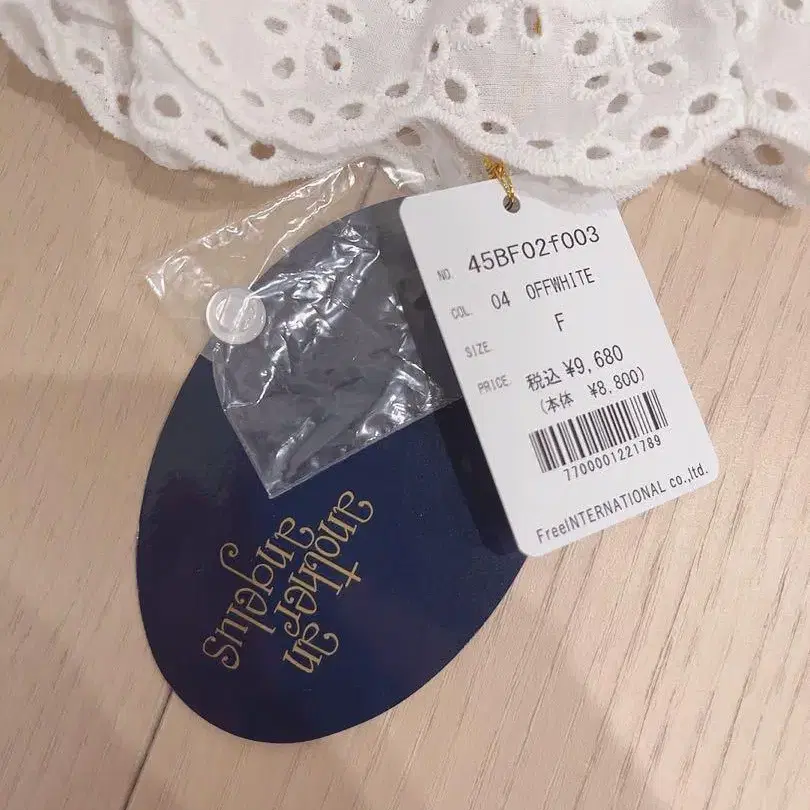 NO. 45BF02f003
COL. 04 OFFWHITE
SIZE F
PRICE 税込 ¥9,680
(本体 ¥8,800)
7700001221789
FreeINTERNATIONAL co.,ltd.
another an
angelus